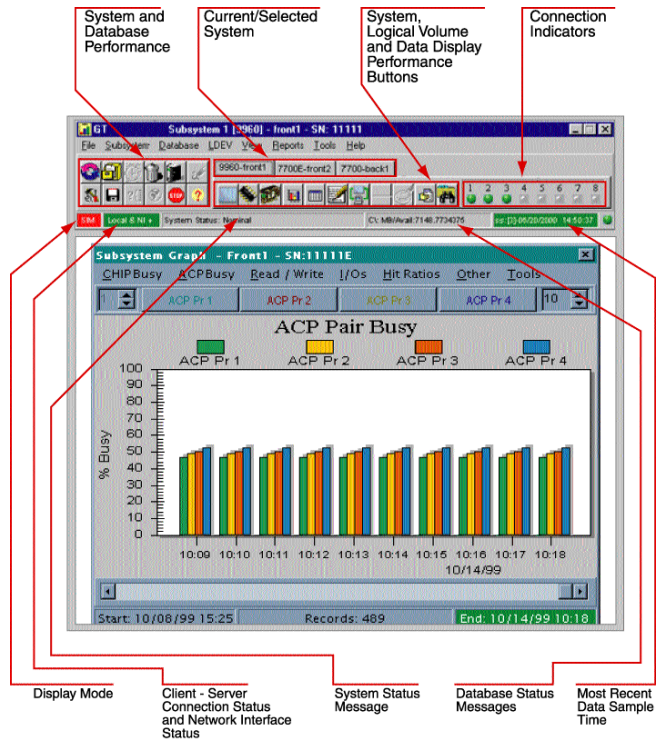 System and
Database
Performance
Current/Selected
System
System,
Logical Volume
and Data Display
Performance
Buttons
Connection
Indicators
GT Subsystem 1 [9960] - front1 - SN: 11111
File Subsystem Database LDEV View Reports Tools Help
9960-front1 7700E-front2 7700-back1
1 2 3 4 5 6 7 8
STOP
SIM Local & NI System Status: Nominal C\: MB/Avail:7148.7734375 ss:[2]-06/20/2000 14:50:37
Subsystem Graph - Front1 - SN:11111E
CHIP Busy ACP Busy Read / Write I/Os Hit Ratios Other Tools
1 ACP Pr 1 ACP Pr 2 ACP Pr 3 ACP Pr 4 10
ACP Pair Busy
ACP Pr 1 ACP Pr 2 ACP Pr 3 ACP Pr 4
% Busy
100
90
80
70
60
50
40
30
20
10
0
10:09 10:10 10:11 10:12 10:13 10:14 10:15 10:16 10:17 10:18
10/14/99
Start: 10/08/99 15:25 Records: 489 End: 10/14/99 10:18
Display Mode
Client - Server
Connection Status
and Network Interface
Status
System Status
Message
Database Status
Messages
Most Recent
Data Sample
Time